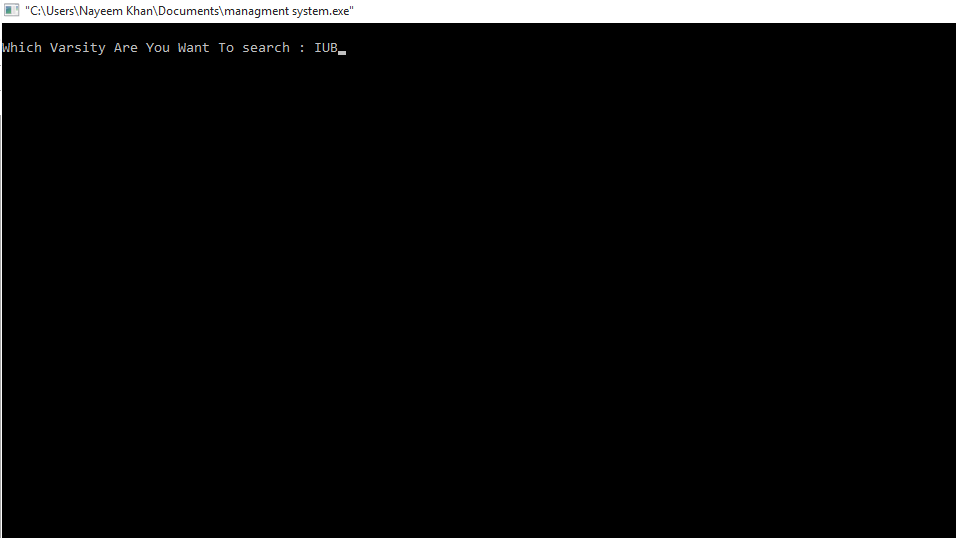 "C:\Users\Nayeem Khan\Documents\managment system.exe"
Which Varsity Are You Want To search : IUB